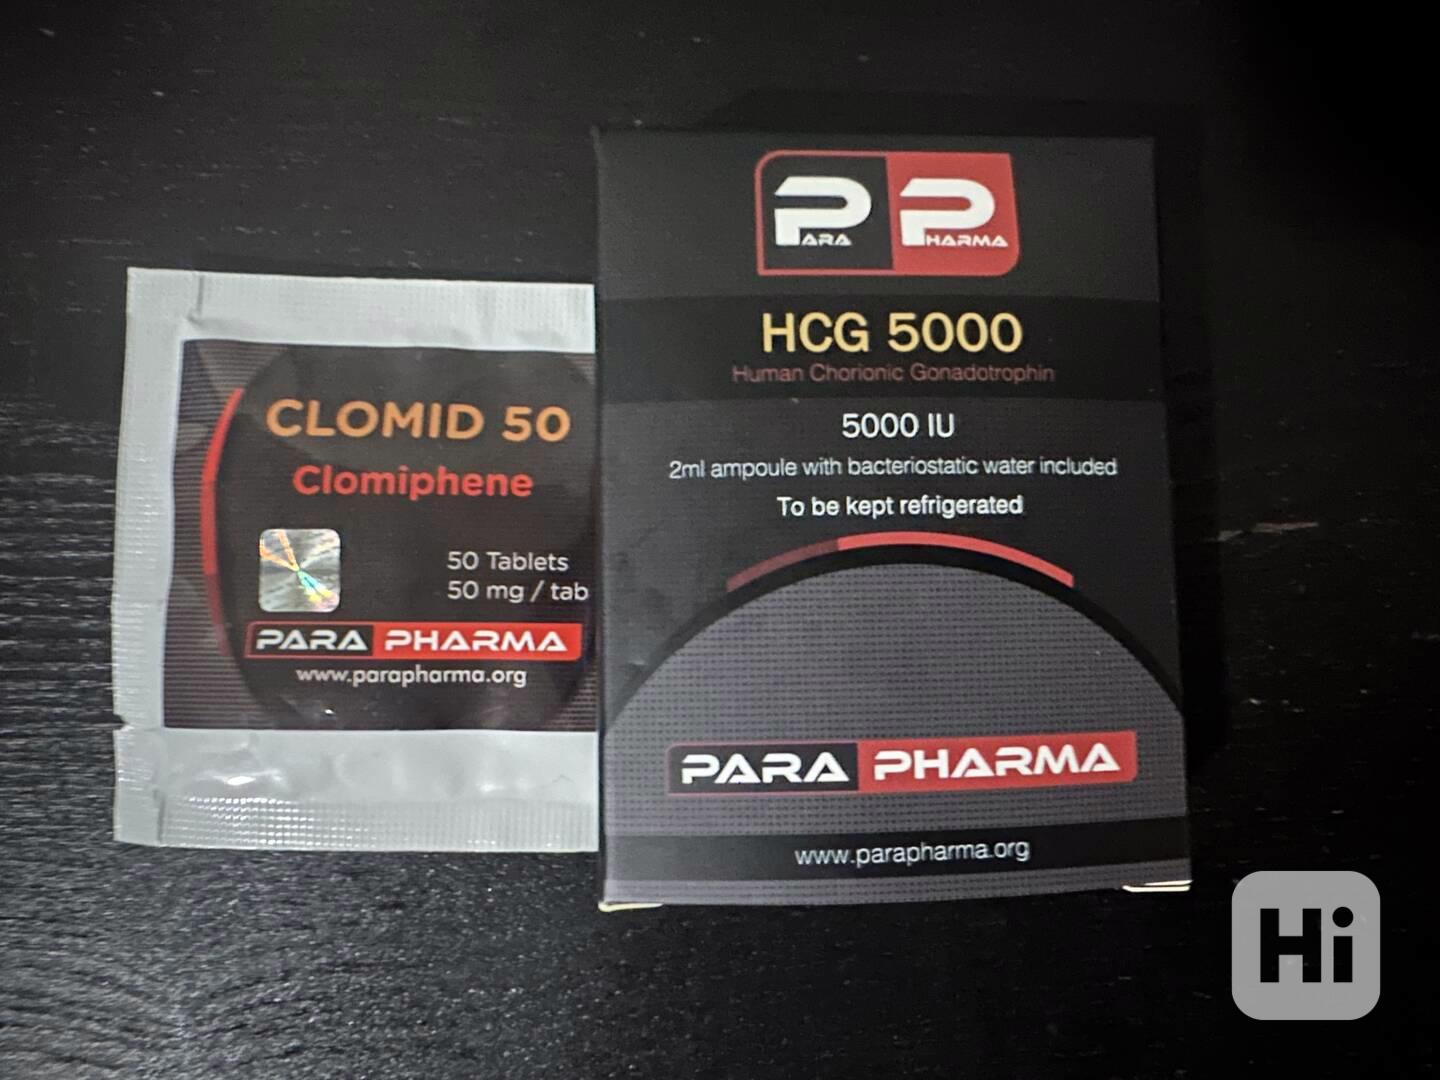 CLOMID 50
Clomiphene
50 Tablets
50 mg / tab
PARA PHARMA
www.parapharma.org
PARA PHARMA
HCG 5000
Human Chorionic Gonadotrophin
5000 IU
2ml ampoule with bacteriostatic water included
To be kept refrigerated
PARA PHARMA
www.parapharma.org
Hi